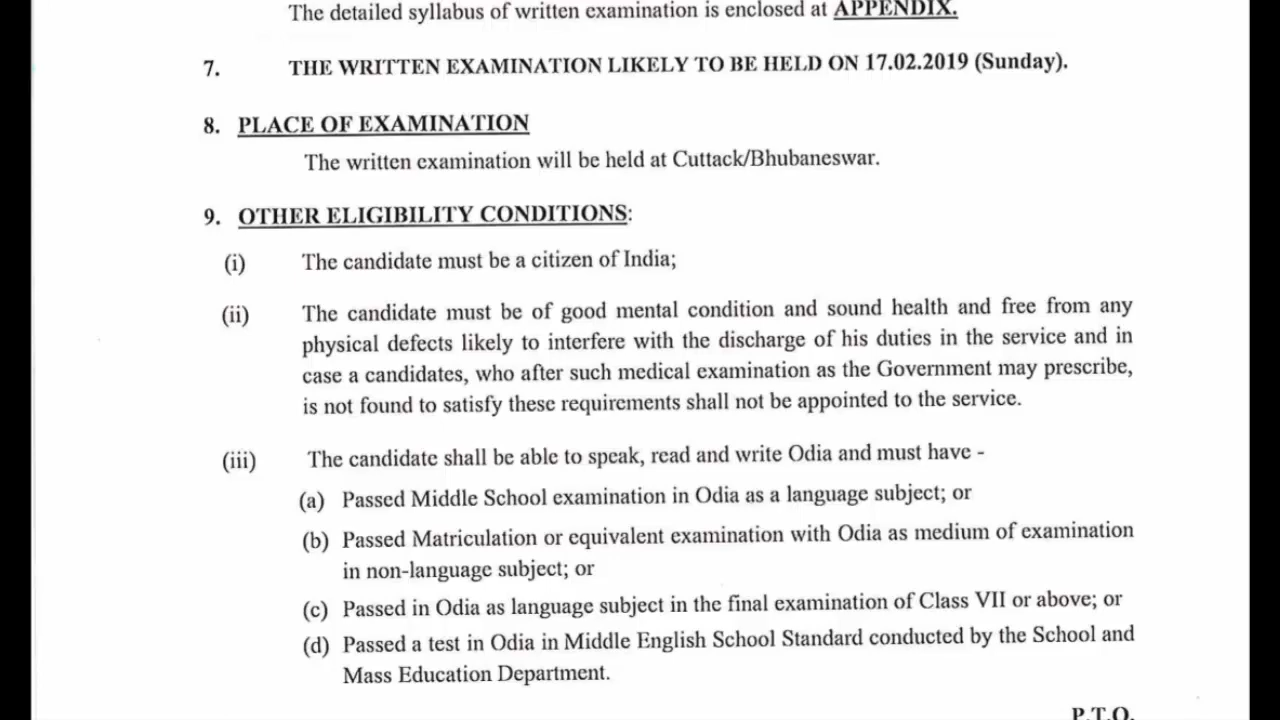 The detailed syllabus of written examination is enclosed at APPENDIX.
7. THE WRITTEN EXAMINATION LIKELY TO BE HELD ON 17.02.2019 (Sunday).
8. PLACE OF EXAMINATION
The written examination will be held at Cuttack/Bhubaneswar.
9. OTHER ELIGIBILITY CONDITIONS:
(i) The candidate must be a citizen of India;
(ii) The candidate must be of good mental condition and sound health and free from any
physical defects likely to interfere with the discharge of his duties in the service and in
case a candidates, who after such medical examination as the Government may prescribe,
is not found to satisfy these requirements shall not be appointed to the service.
(iii) The candidate shall be able to speak, read and write Odia and must have -
(a) Passed Middle School examination in Odia as a language subject; or
(b) Passed Matriculation or equivalent examination with Odia as medium of examination
in non-language subject; or
(c) Passed in Odia as language subject in the final examination of Class VII or above; or
(d) Passed a test in Odia in Middle English School Standard conducted by the School and
Mass Education Department.
P.T.O.